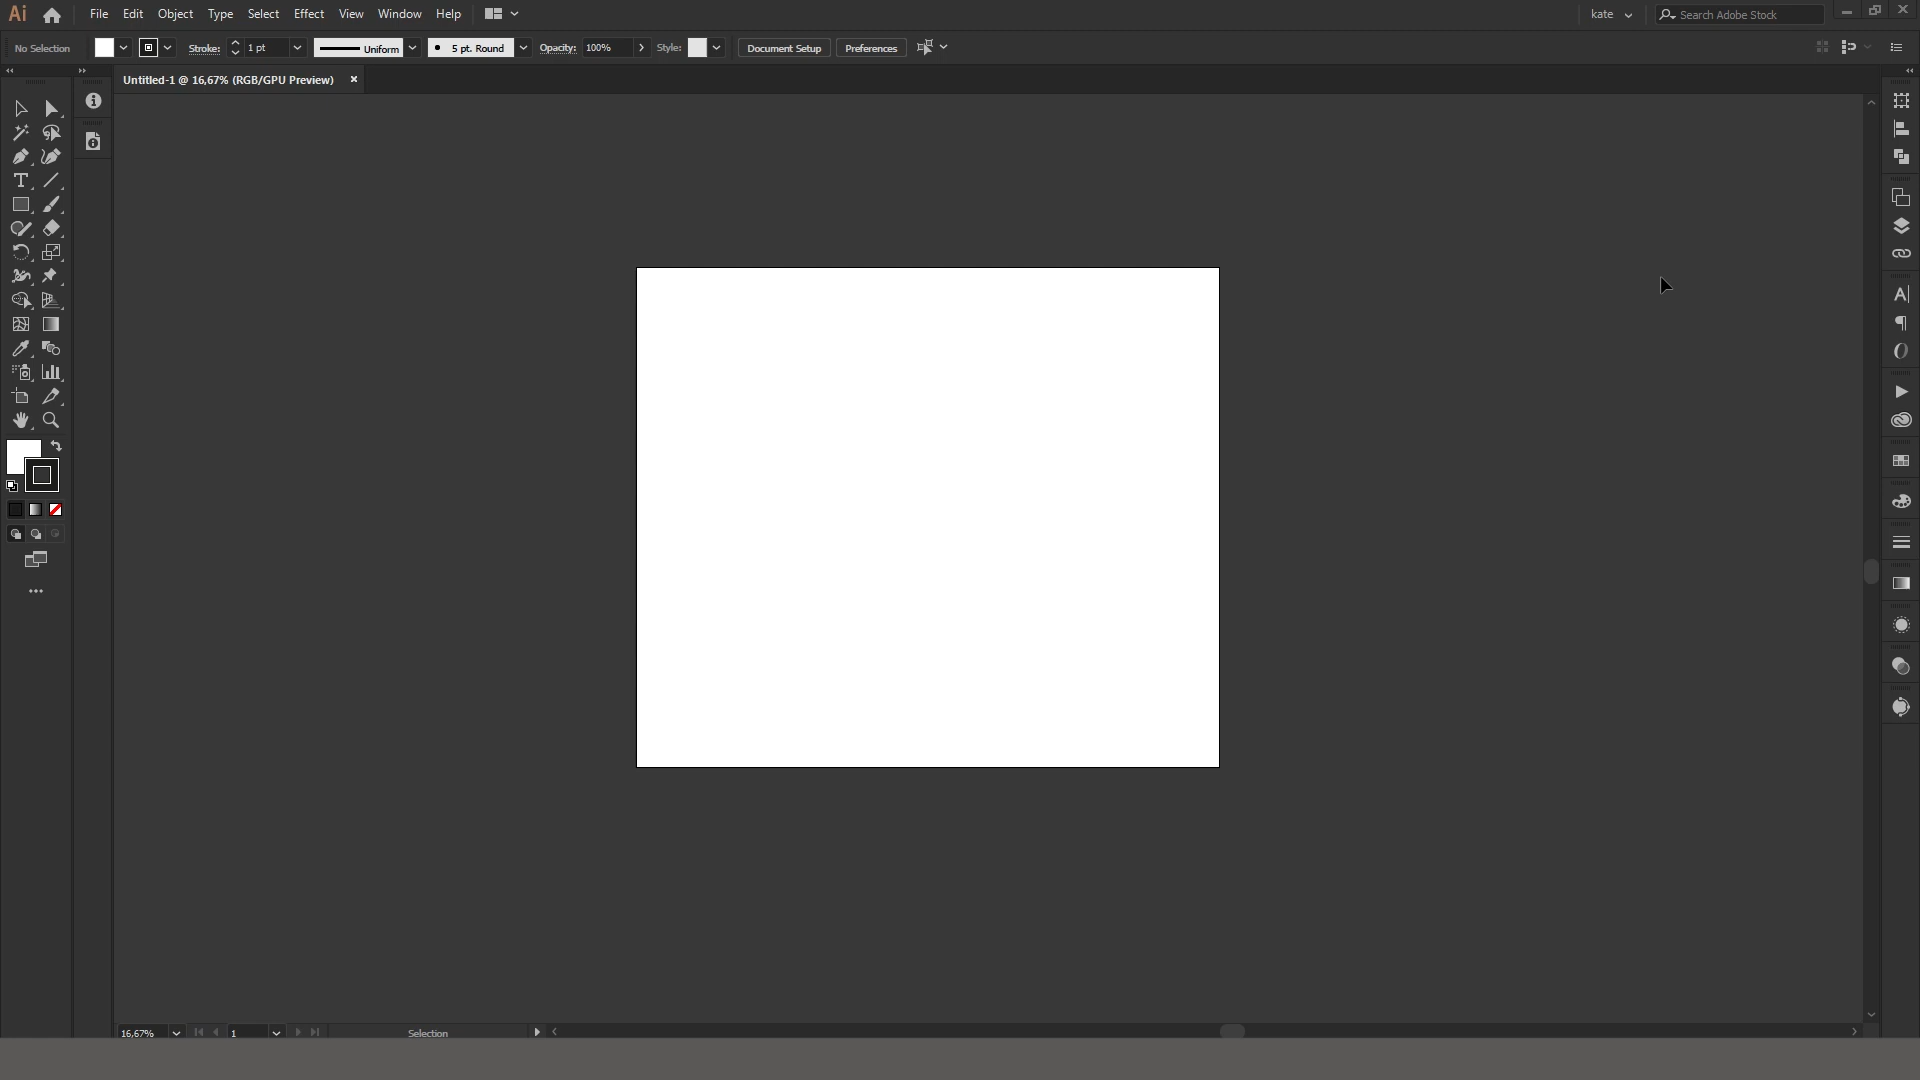 Ai File Edit Object Type Select Effect View Window Help kate Search Adobe Stock
No Selection Stroke: 1 pt Uniform 5 pt. Round Opacity: 100% Style: Document Setup Preferences
Untitled-1 @ 16,67% (RGB/GPU Preview) ×
16,67% 1 Selection